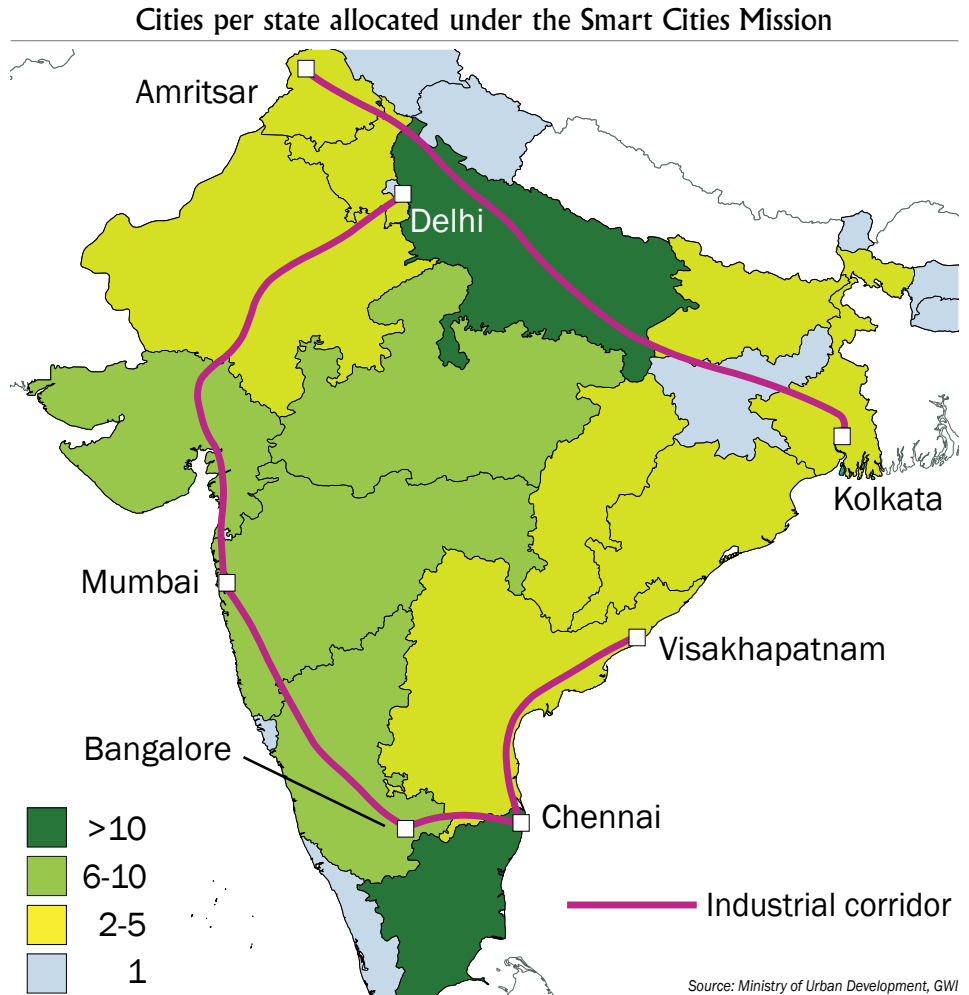 Cities per state allocated under the Smart Cities Mission
Amritsar
Delhi
Kolkata
Mumbai
Visakhapatnam
Bangalore
Chennai
>10
6-10
2-5
1
Industrial corridor
Source: Ministry of Urban Development, GWI